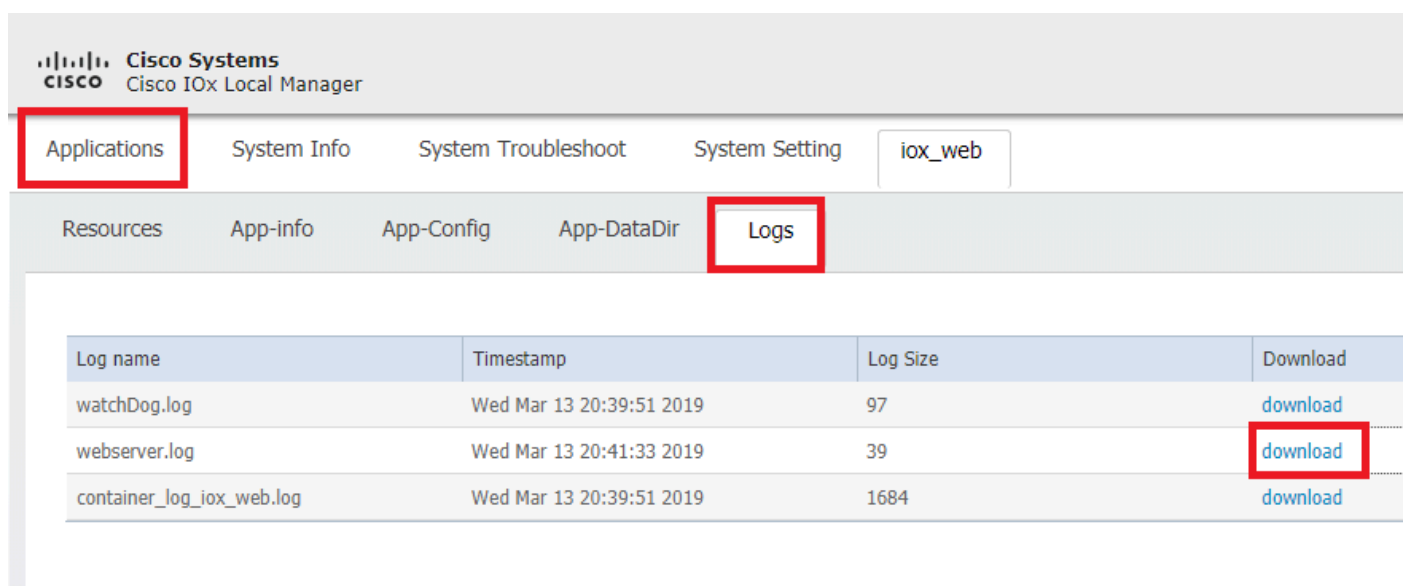 Cisco Systems
CISCO Cisco IOx Local Manager
Applications System Info System Troubleshoot System Setting iox_web
Resources App-info App-Config App-DataDir Logs
Log name Timestamp Log Size Download
watchDog.log Wed Mar 13 20:39:51 2019 97 download
webserver.log Wed Mar 13 20:41:33 2019 39 download
container_log_iox_web.log Wed Mar 13 20:39:51 2019 1684 download